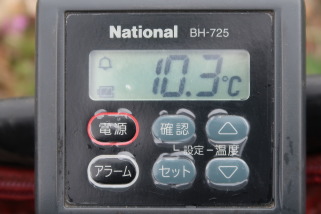 National BH-725
10.3℃
電源 確認 △
設定-温度
アラーム セット ▽